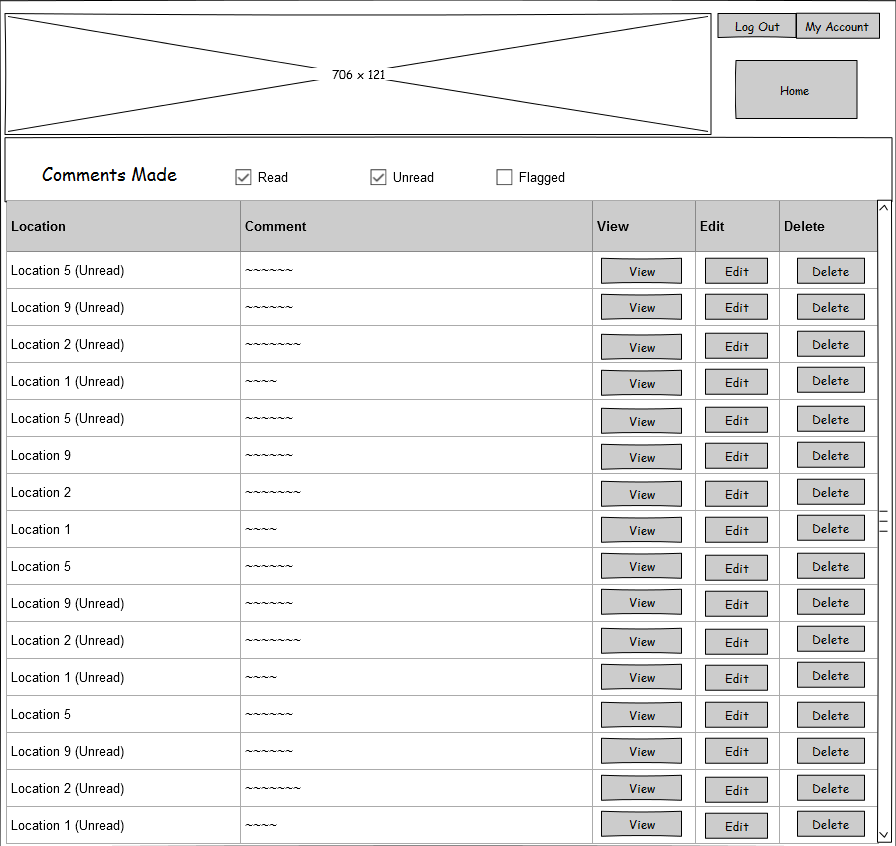 Log Out My Account
706 x 121
Home
Comments Made Read Unread Flagged
Location Comment View Edit Delete
Location 5 (Unread) ~~~~~~ View Edit Delete
Location 9 (Unread) ~~~~~~ View Edit Delete
Location 2 (Unread) ~~~~~~~ View Edit Delete
Location 1 (Unread) ~~~~ View Edit Delete
Location 5 (Unread) ~~~~~~ View Edit Delete
Location 9 ~~~~~~ View Edit Delete
Location 2 ~~~~~~~ View Edit Delete
Location 1 ~~~~ View Edit Delete
Location 5 ~~~~~~ View Edit Delete
Location 9 (Unread) ~~~~~~ View Edit Delete
Location 2 (Unread) ~~~~~~~ View Edit Delete
Location 1 (Unread) ~~~~ View Edit Delete
Location 5 ~~~~~~ View Edit Delete
Location 9 (Unread) ~~~~~~ View Edit Delete
Location 2 (Unread) ~~~~~~~ View Edit Delete
Location 1 (Unread) ~~~~ View Edit Delete